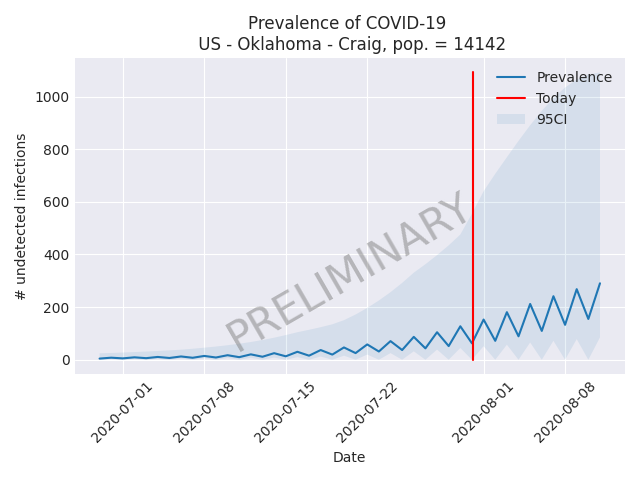 Prevalence of COVID-19
US - Oklahoma - Craig, pop. = 14142
Prevalence
Today
95CI
# undetected infections
1000
800
600
400
200
0
PRELIMINARY
2020-07-01
2020-07-08
2020-07-15
2020-07-22
2020-08-01
2020-08-08
Date